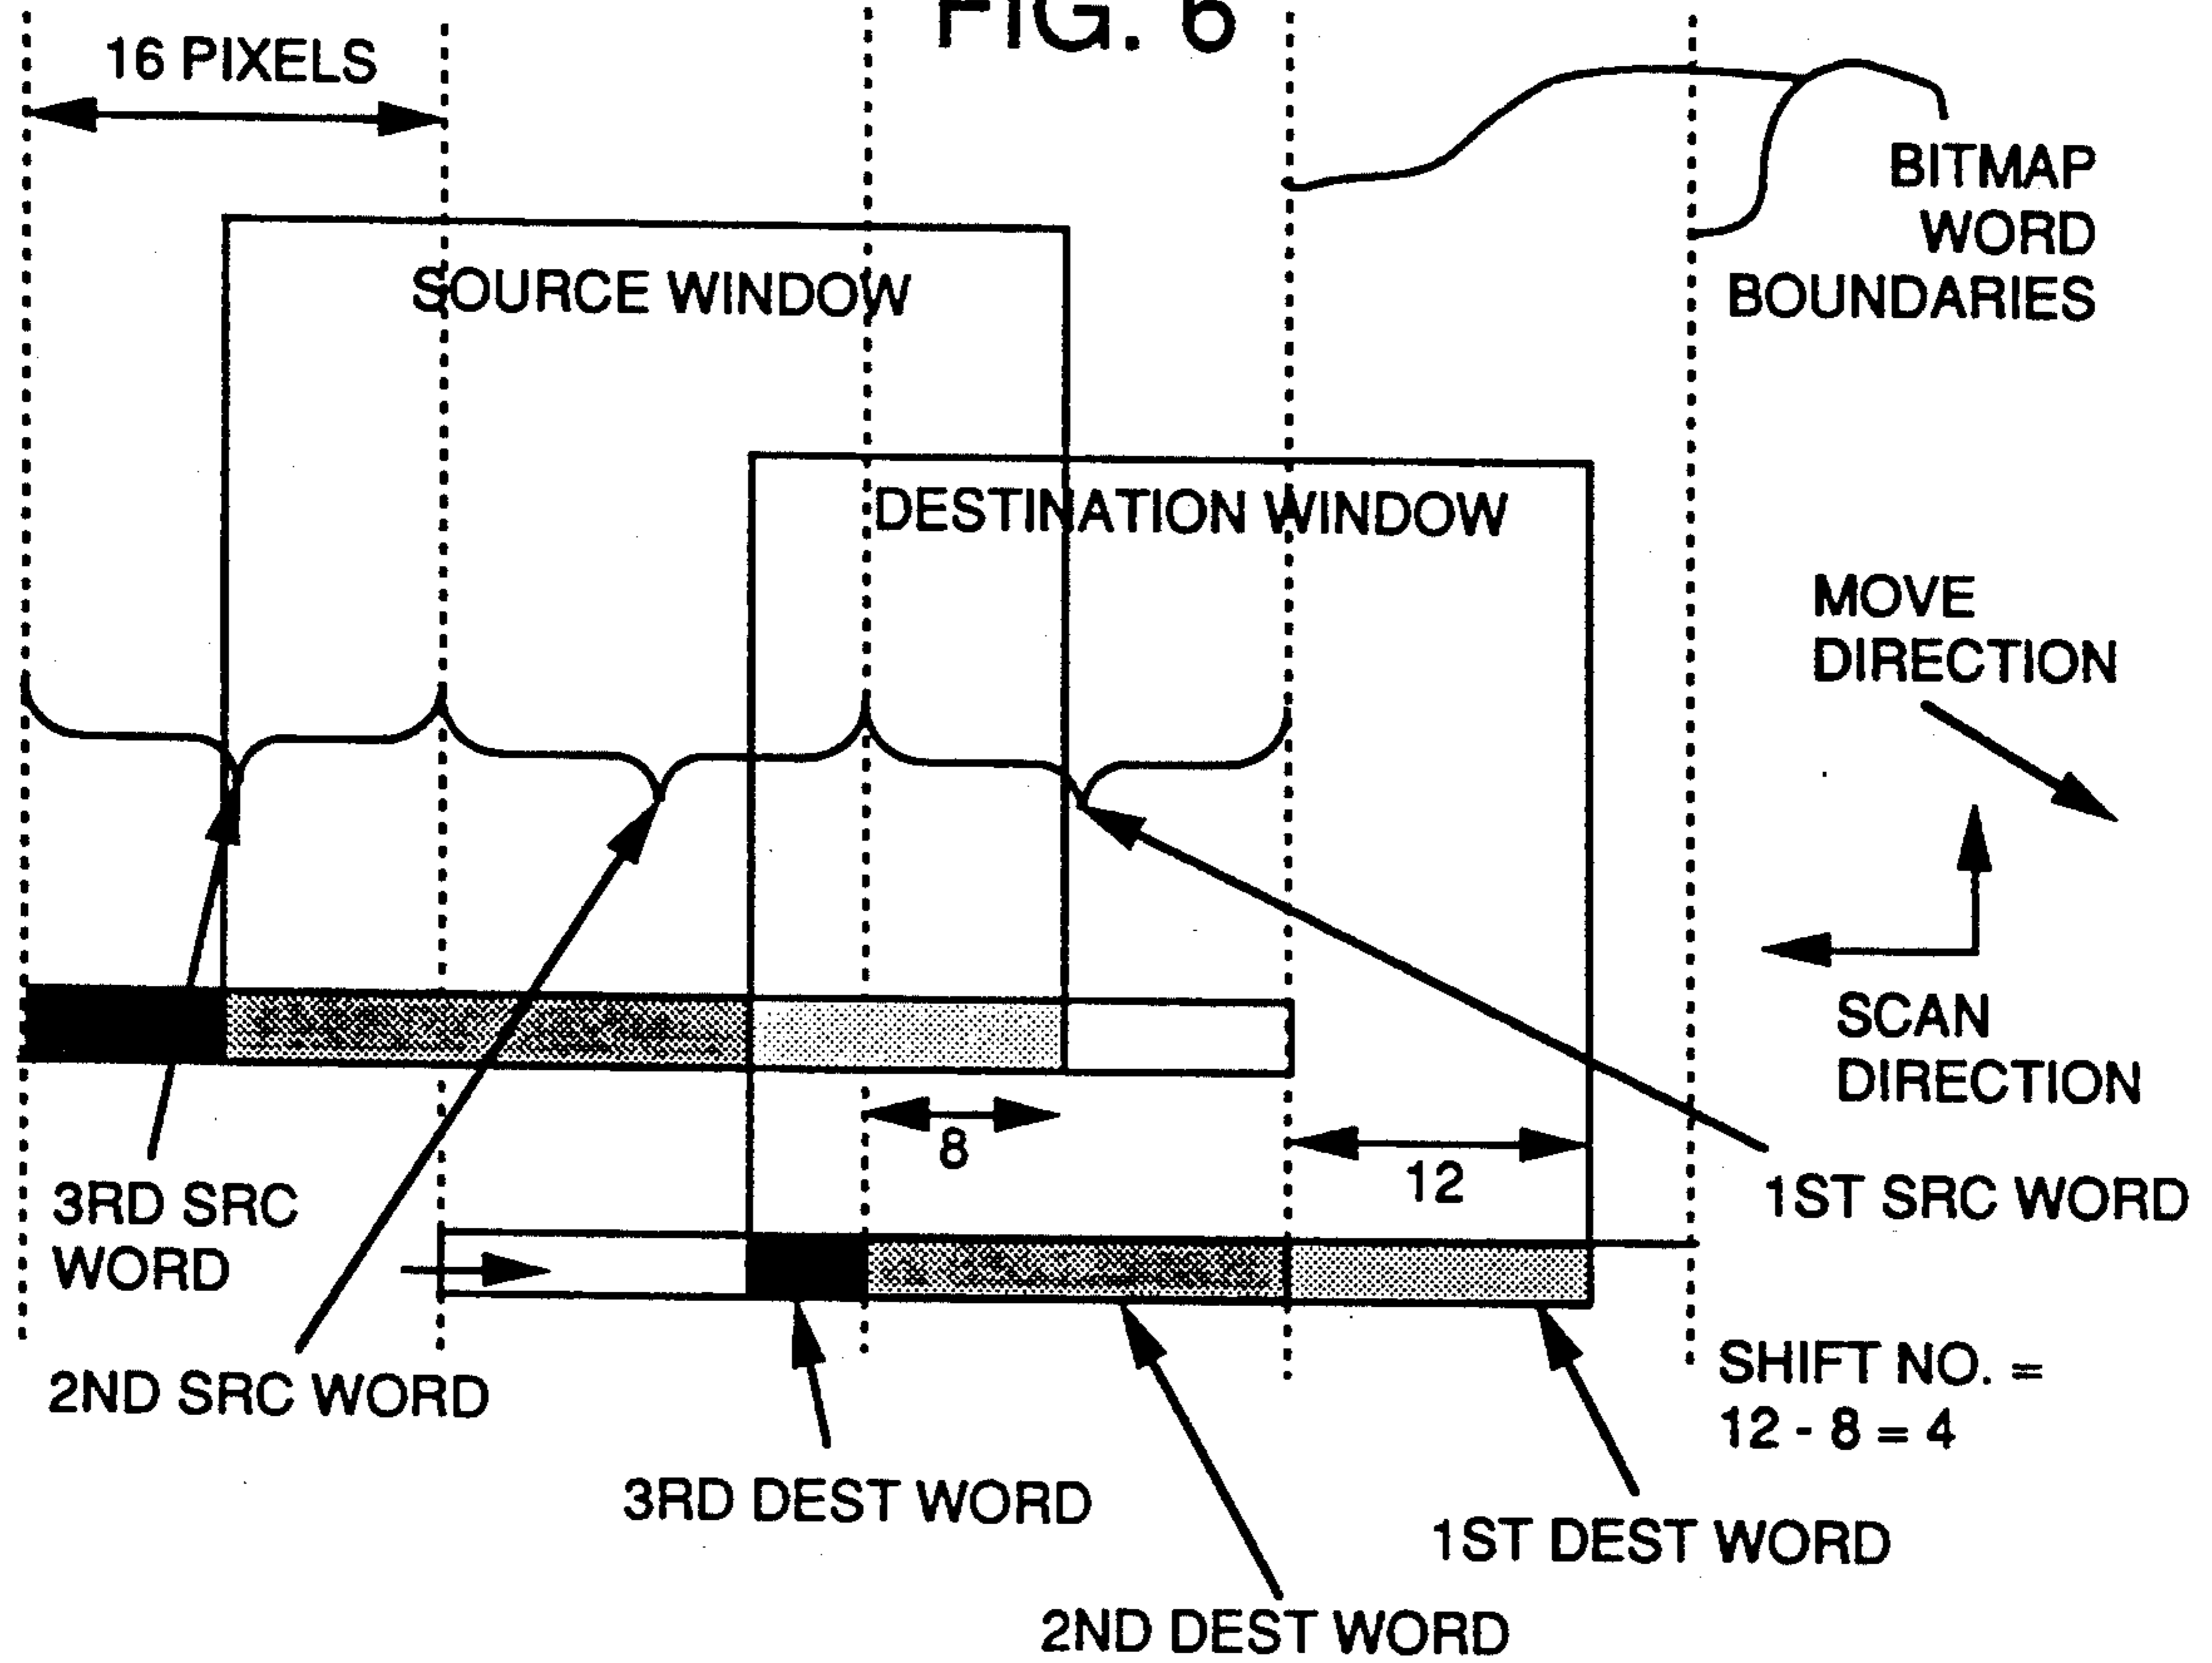 FIG. 6
16 PIXELS
BITMAP
WORD
BOUNDARIES
SOURCE WINDOW
DESTINATION WINDOW
MOVE
DIRECTION
SCAN
DIRECTION
8
12
1ST SRC WORD
3RD SRC
WORD
2ND SRC WORD
SHIFT NO. =
12 - 8 = 4
3RD DEST WORD
1ST DEST WORD
2ND DEST WORD